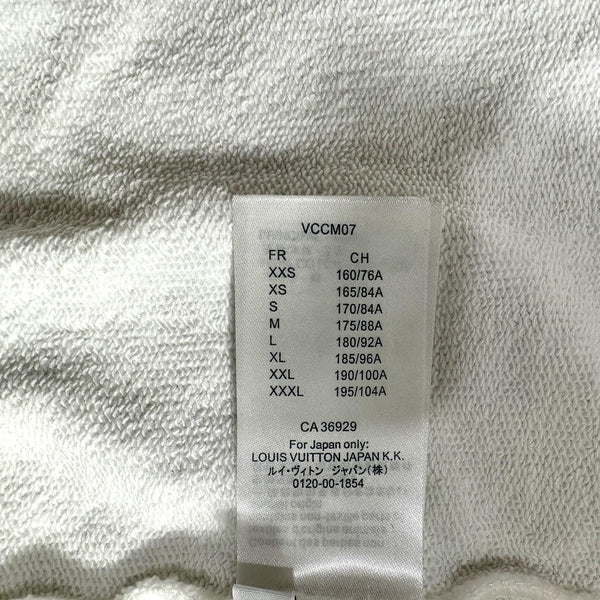 VCCM07
FR CH
XXS 160/76A
XS 165/84A
S 170/84A
M 175/88A
L 180/92A
XL 185/96A
XXL 190/100A
XXXL 195/104A
CA 36929
For Japan only:
LOUIS VUITTON JAPAN K.K.
ルイ・ヴィトン ジャパン(株)
0120-00-1854